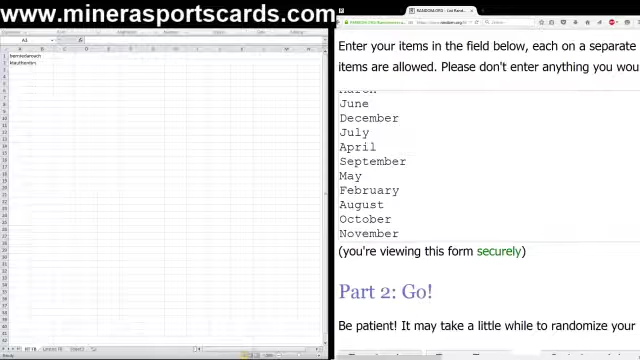 www.minerasportscards.com
A1
Enter your items in the field below, each on a separate
items are allowed. Please don't enter anything you wou
March
June
December
July
April
September
May
February
August
October
November
(you're viewing this form securely)
Part 2: Go!
Be patient! It may take a little while to randomize your